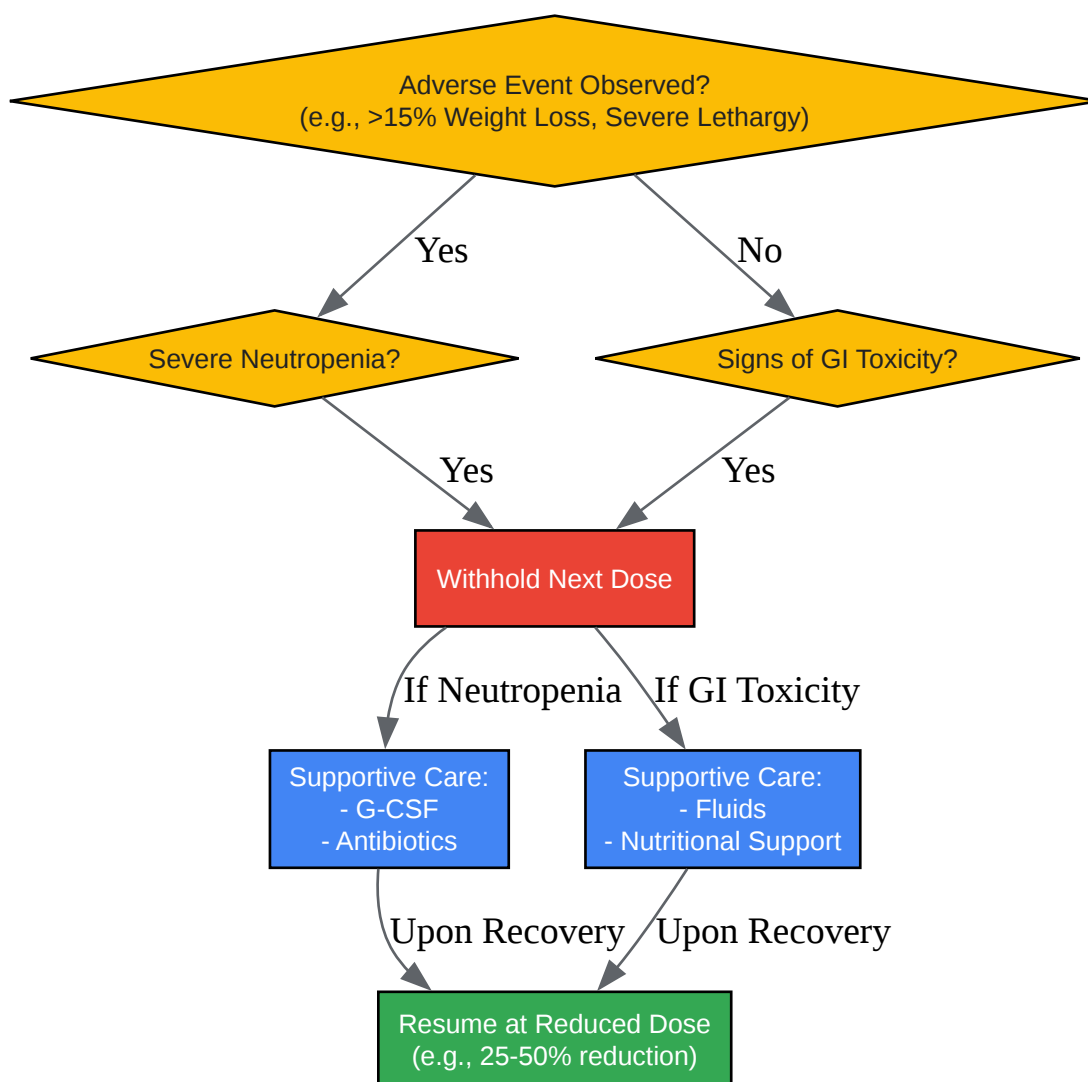 Adverse Event Observed?
(e.g., >15% Weight Loss, Severe Lethargy)
Yes
No
Severe Neutropenia?
Signs of GI Toxicity?
Yes
Yes
Withhold Next Dose
If Neutropenia
If GI Toxicity
Supportive Care:
- G-CSF
- Antibiotics
Supportive Care:
- Fluids
- Nutritional Support
Upon Recovery
Upon Recovery
Resume at Reduced Dose
(e.g., 25-50% reduction)